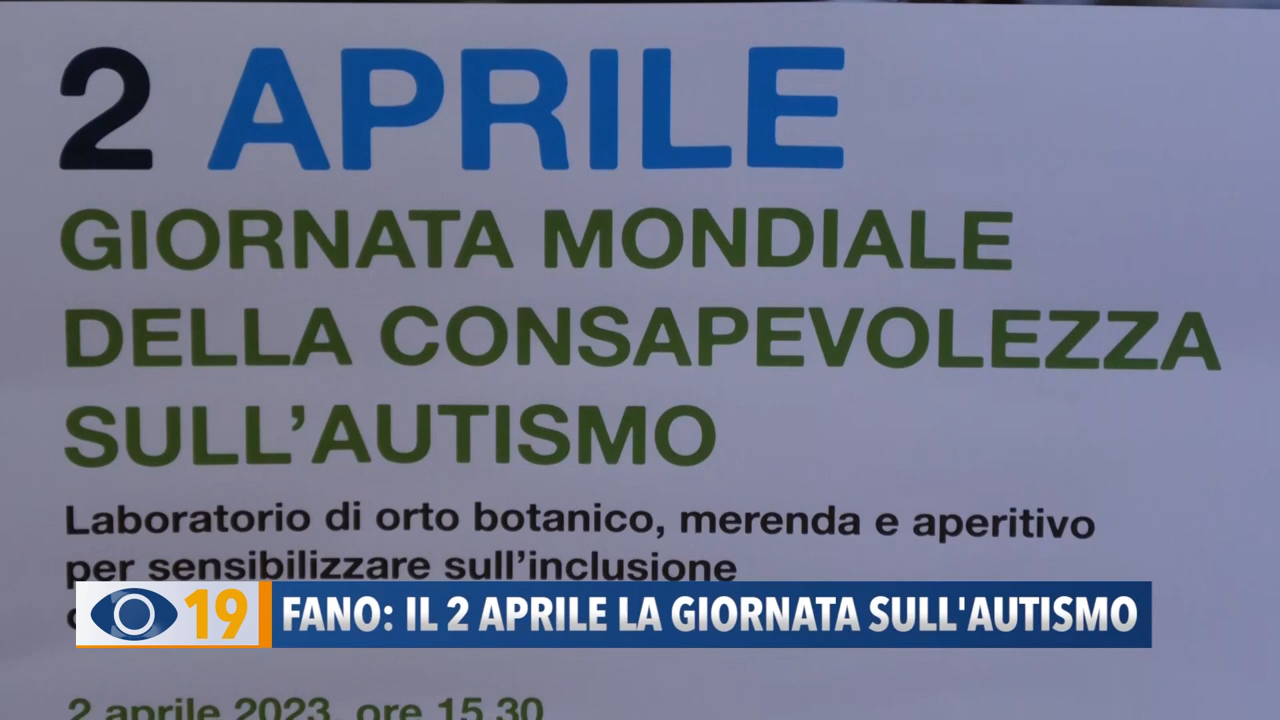 2 APRILE
GIORNATA MONDIALE
DELLA CONSAPEVOLEZZA
SULL'AUTISMO
Laboratorio di orto botanico, merenda e aperitivo
per sensibilizzare sull'inclusione
19 FANO: IL 2 APRILE LA GIORNATA SULL'AUTISMO
2 aprile 2023, ore 15.30